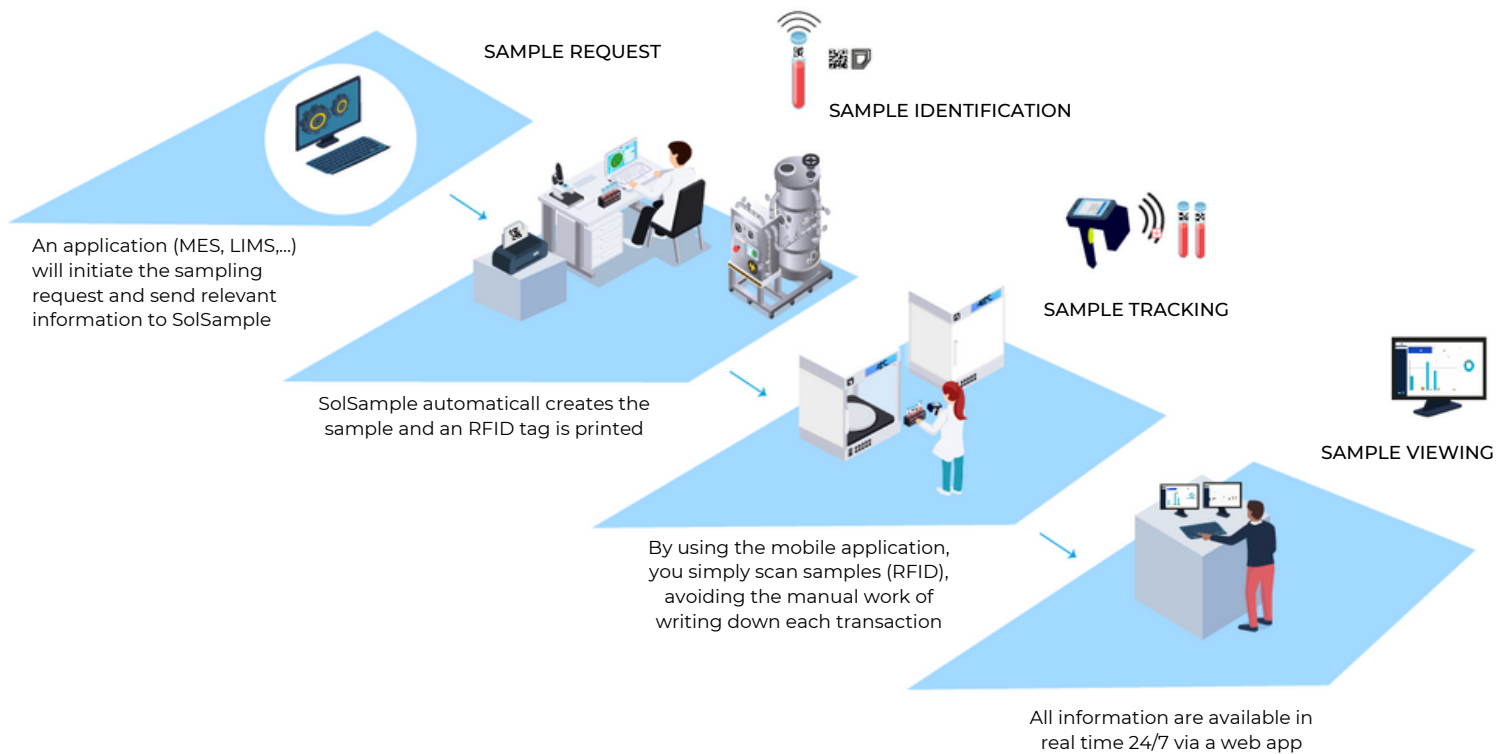 SAMPLE REQUEST
An application (MES, LIMS,...)
will initiate the sampling
request and send relevant
information to SolSample
SAMPLE IDENTIFICATION
SolSample automaticall creates the
sample and an RFID tag is printed
SAMPLE TRACKING
By using the mobile application,
you simply scan samples (RFID),
avoiding the manual work of
writing down each transaction
SAMPLE VIEWING
All information are available in
real time 24/7 via a web app